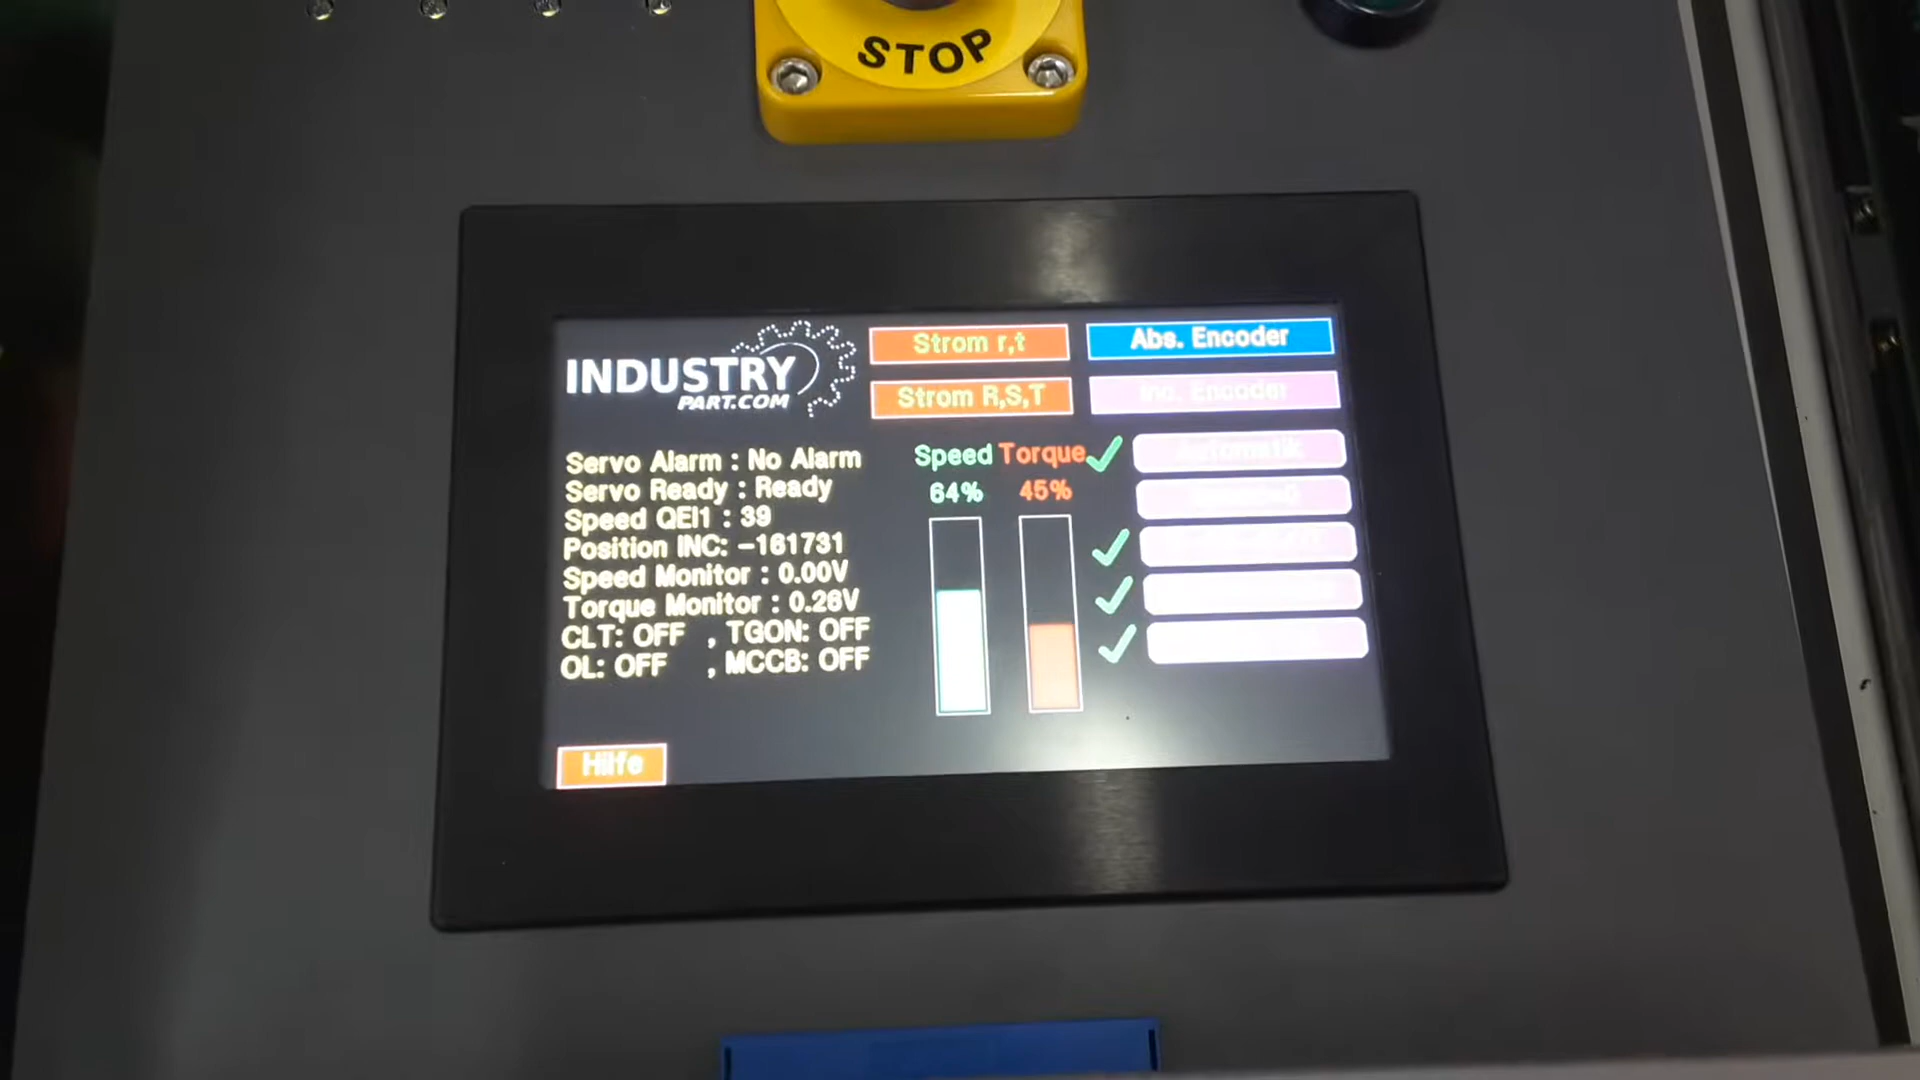 STOP
INDUSTRY
PART.COM
Strom r,t
Abs. Encoder
Strom R,S,T
Inc. Encoder
Servo Alarm : No Alarm
Servo Ready : Ready
Speed QEI1 : 39
Position INC: -161731
Speed Monitor : 0.00V
Torque Monitor : 0.26V
CLT: OFF , TGON: OFF
OL: OFF , MCCB: OFF
Speed Torque
64% 45%
Automatik
Hilfe